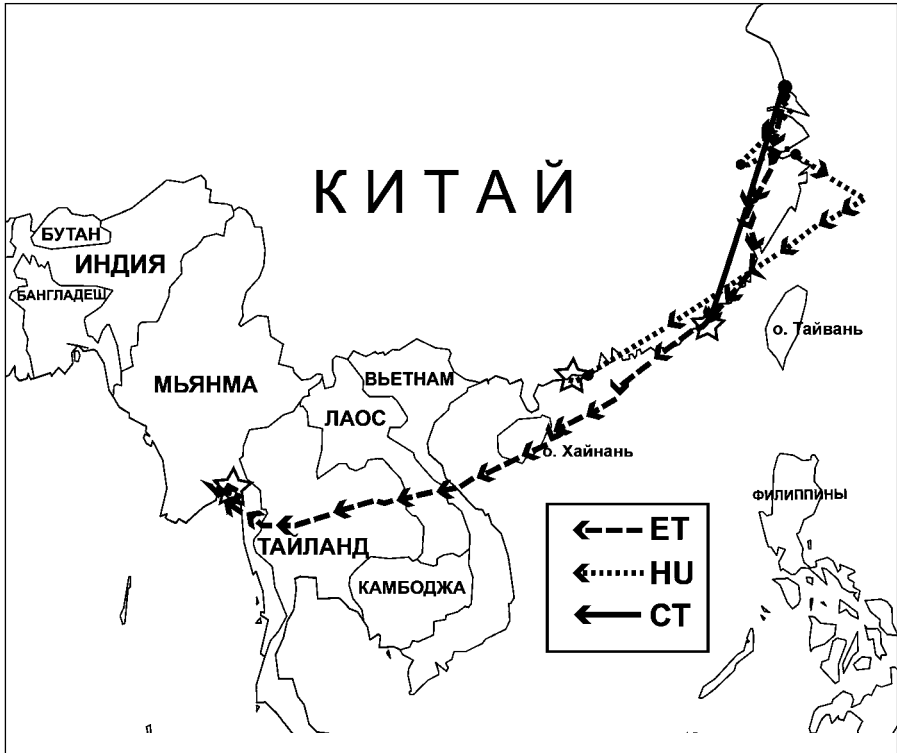 КИТАЙ
БУТАН
ИНДИЯ
БАНГЛАДЕШ
о. Тайвань
МЬЯНМА
ВЬЕТНАМ
ЛАОС
о. Хайнань
ФИЛИППИНЫ
ET
ТАЙЛАНД
HU
КАМБОДЖА
CT